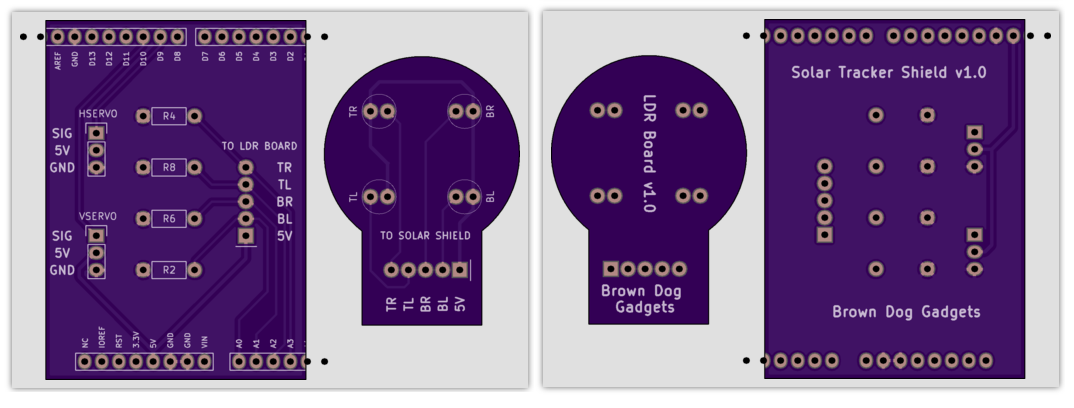 AREF GND D13 D12 D11 D10 D9 D8 D7 D6 D5 D4 D3 D2
HSERVO
SIG
5V
GND
R4
R8
VSERVO
SIG
5V
GND
R6
R2
TO LDR BOARD
TR
TL
BR
BL
5V
NC IOREF RST 3.3V 5V GND GND VIN A0 A1 A2 A3
TR
BR
TL
BL
TO SOLAR SHIELD
TR TL BR BL 5V
LDR Board v1.0
Brown Dog
Gadgets
Solar Tracker Shield v1.0
Brown Dog Gadgets